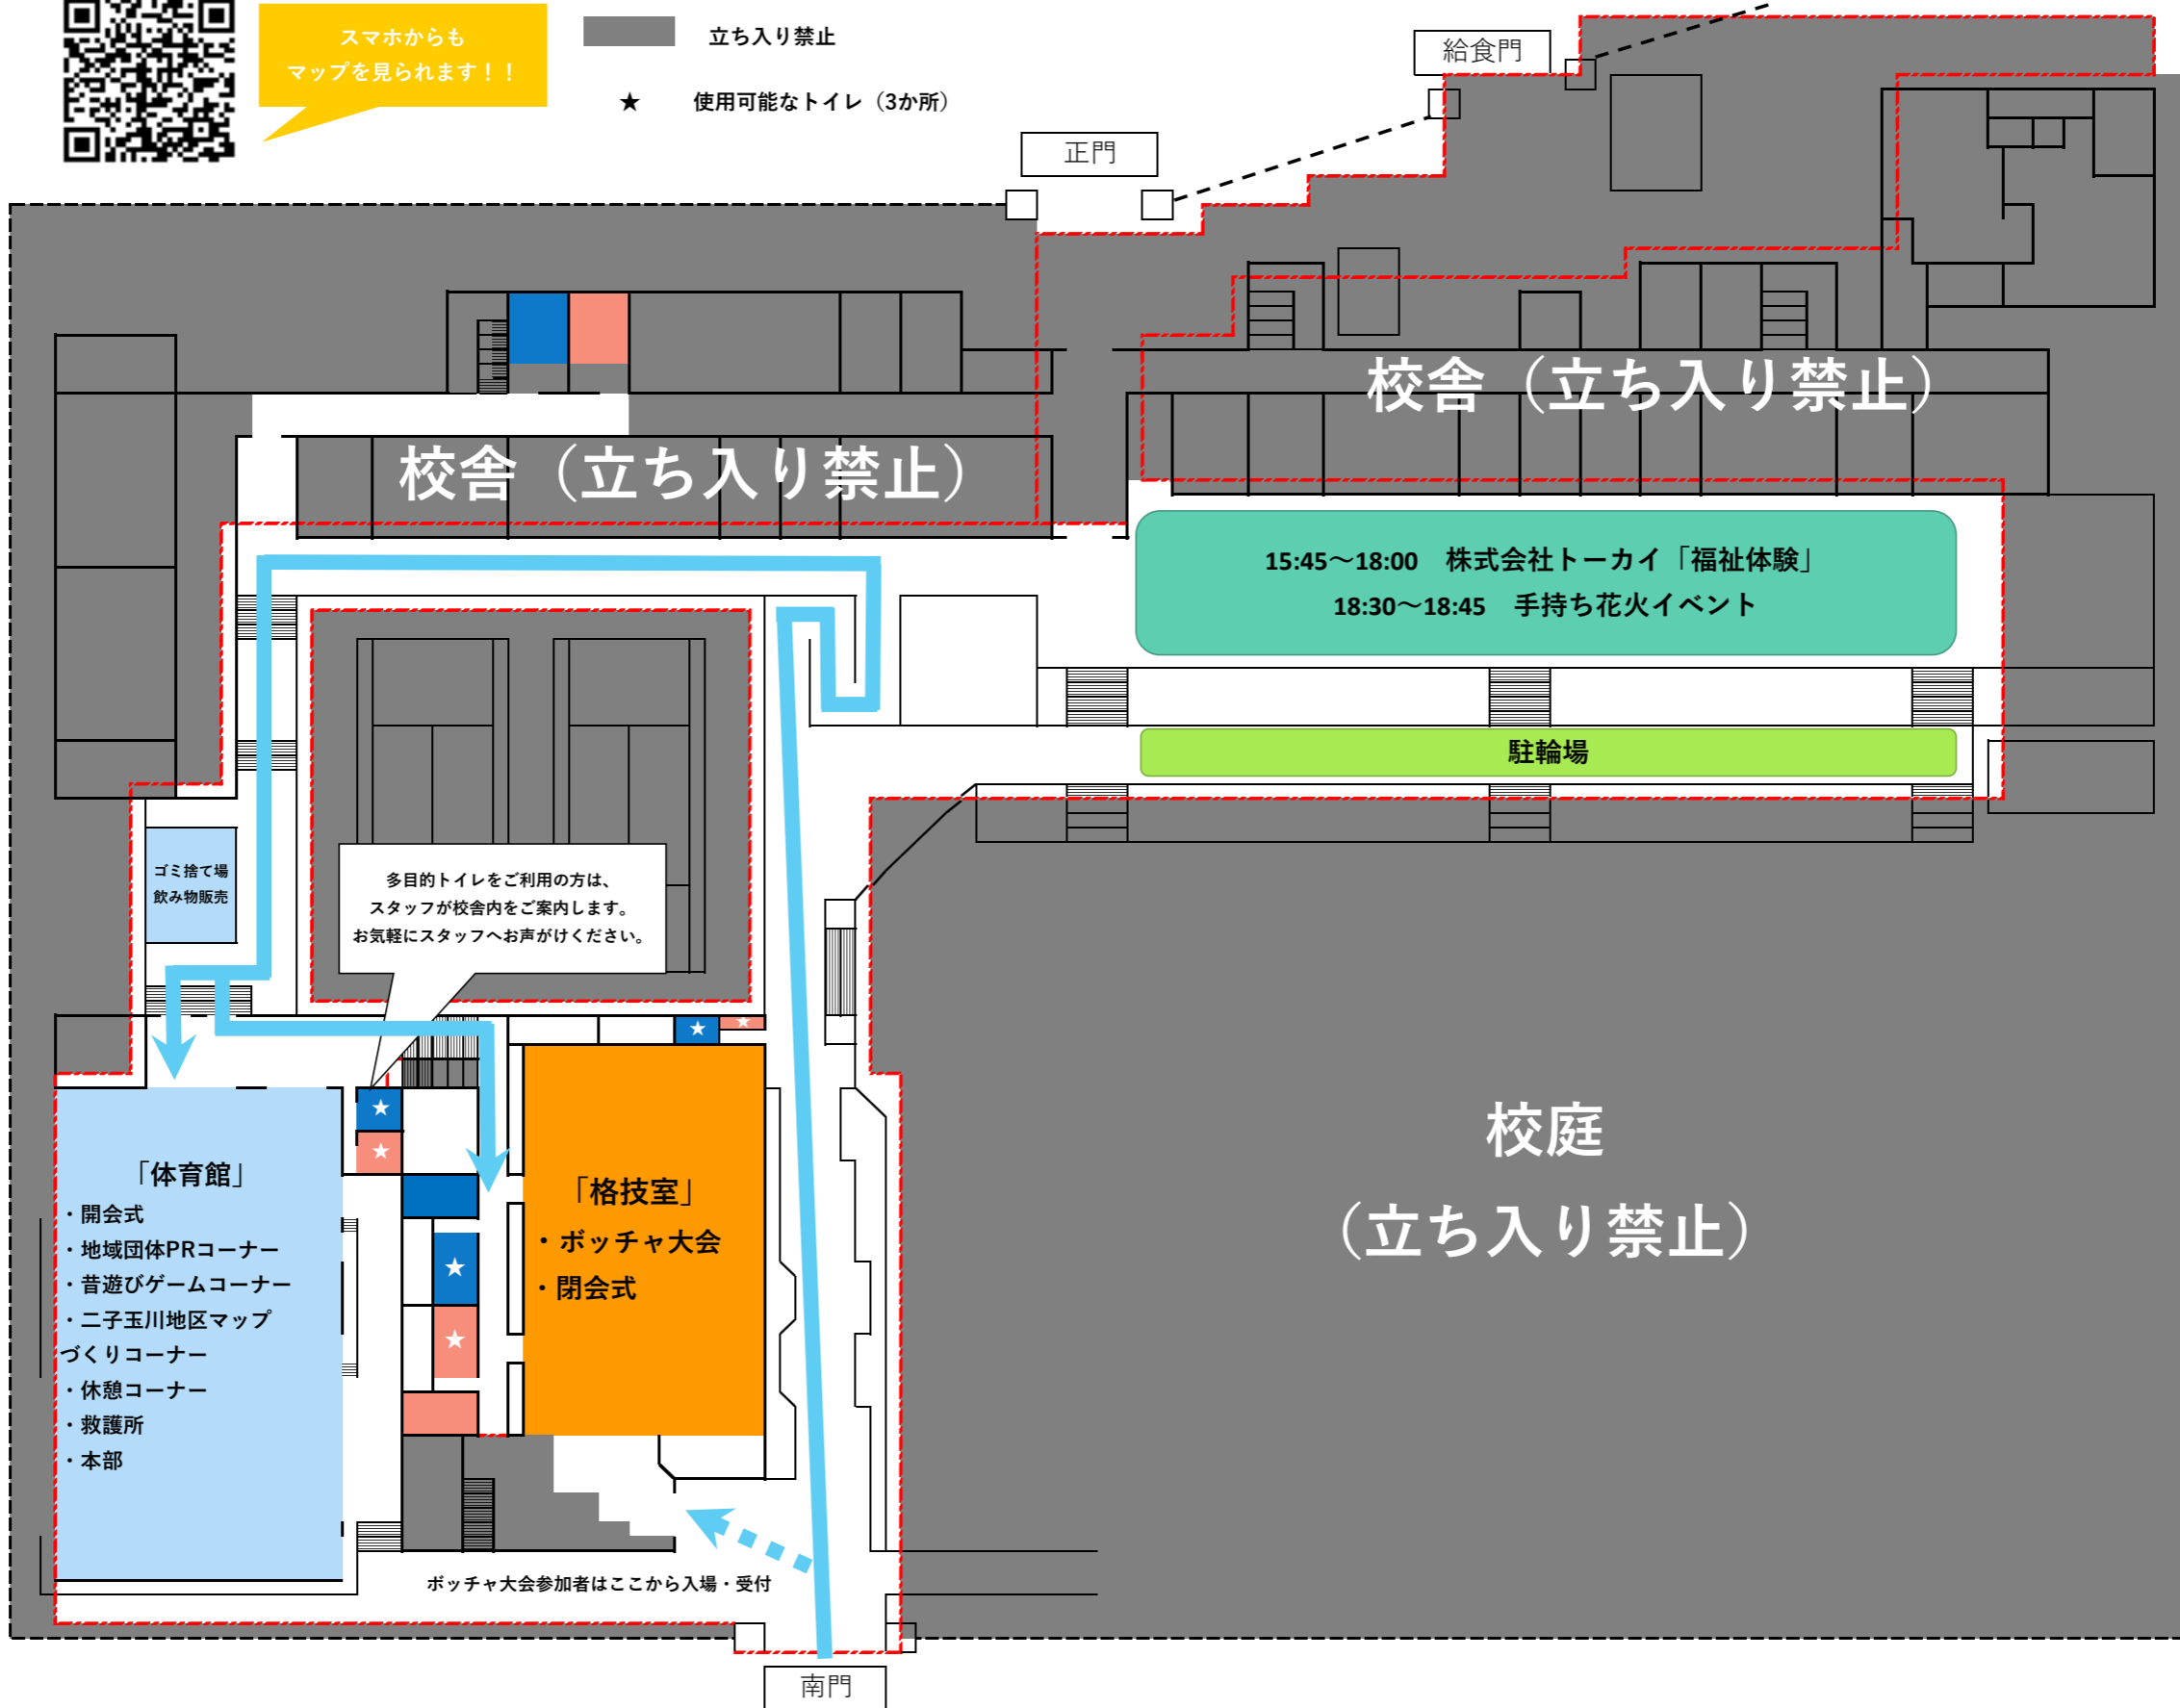 スマホからも
マップを見られます！！
立ち入り禁止
★ 使用可能なトイレ（3か所）
給食門
正門
校舎（立ち入り禁止）
校舎（立ち入り禁止）
15:45～18:00　株式会社トーカイ「福祉体験」
18:30～18:45　手持ち花火イベント
駐輪場
ゴミ捨て場
飲み物販売
多目的トイレをご利用の方は、
スタッフが校舎内をご案内します。
お気軽にスタッフへお声がけください。
「体育館」
・開会式
・地域団体PRコーナー
・昔遊びゲームコーナー
・二子玉川地区マップ
づくりコーナー
・休憩コーナー
・救護所
・本部
「格技室」
・ボッチャ大会
・閉会式
校庭
（立ち入り禁止）
ボッチャ大会参加者はここから入場・受付
南門